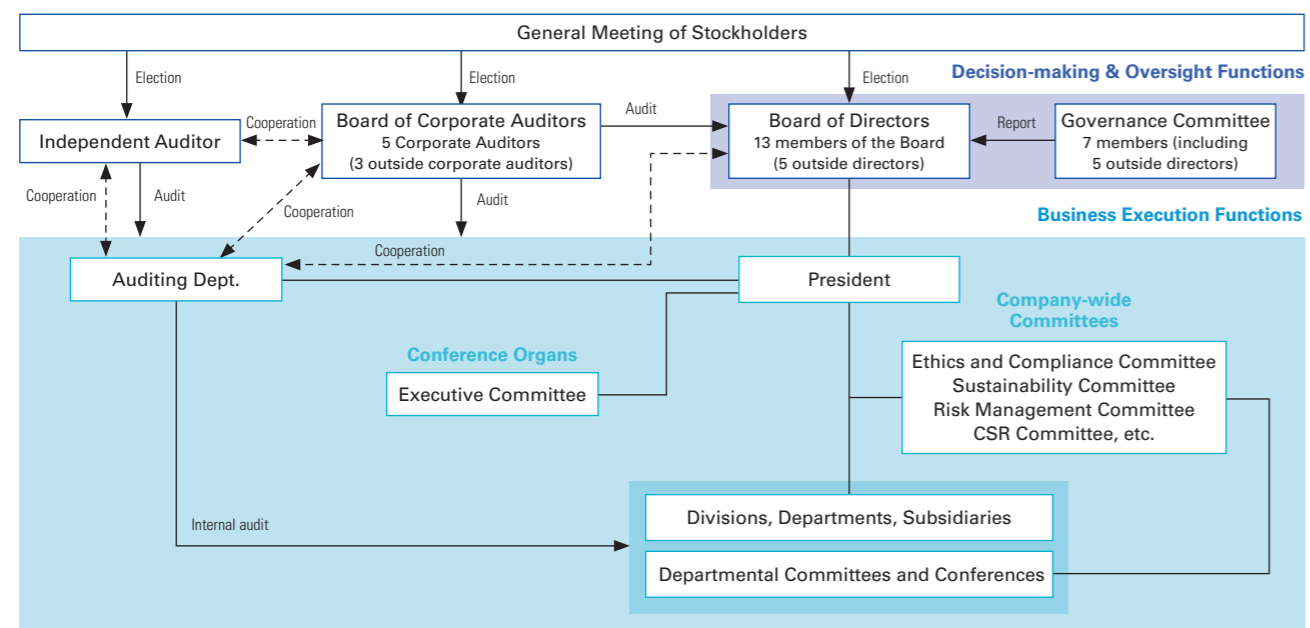 General Meeting of Stockholders
Election
Election
Election
Decision-making & Oversight Functions
Independent Auditor
Cooperation
Board of Corporate Auditors
5 Corporate Auditors
(3 outside corporate auditors)
Audit
Board of Directors
13 members of the Board
(5 outside directors)
Report
Governance Committee
7 members (including
5 outside directors)
Cooperation
Audit
Cooperation
Audit
Business Execution Functions
Cooperation
Auditing Dept.
President
Company-wide
Committees
Conference Organs
Executive Committee
Ethics and Compliance Committee
Sustainability Committee
Risk Management Committee
CSR Committee, etc.
Internal audit
Divisions, Departments, Subsidiaries
Departmental Committees and Conferences